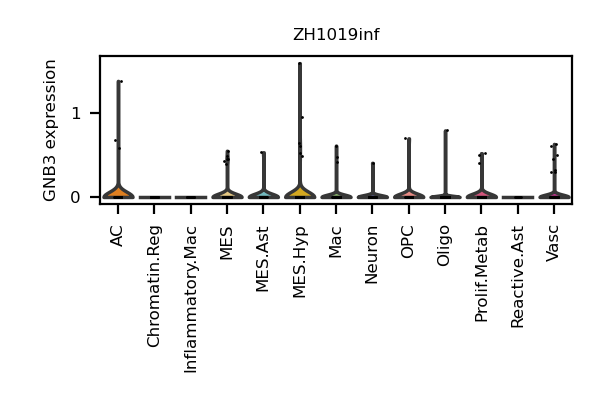 ZH1019inf
GNB3 expression
1
0
AC
Chromatin.Reg
Inflammatory.Mac
MES
MES.Ast
MES.Hyp
Mac
Neuron
OPC
Oligo
Prolif.Metab
Reactive.Ast
Vasc